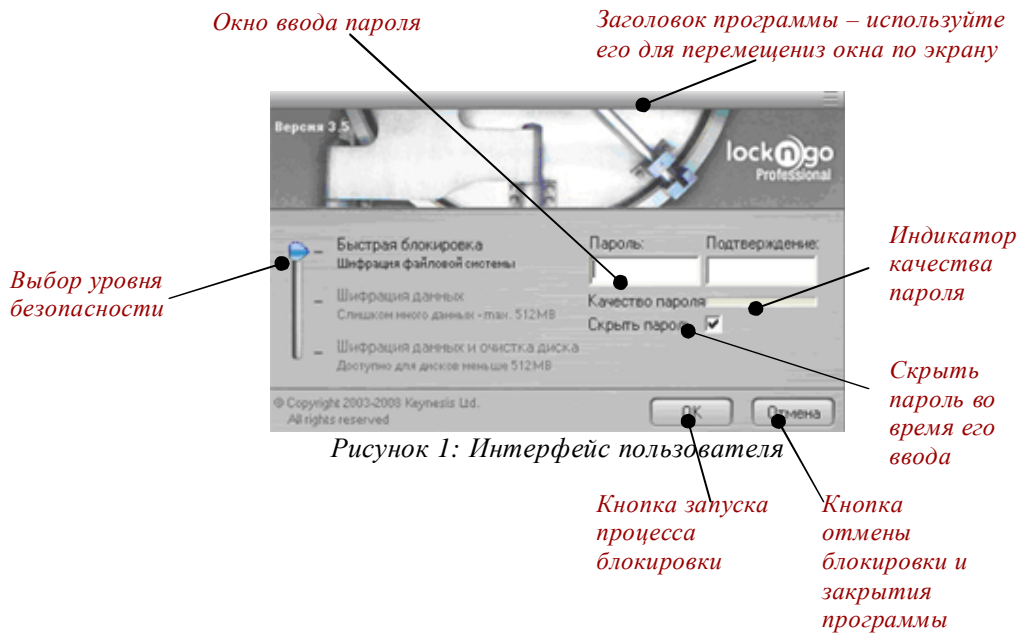 Окно ввода пароля
Заголовок программы – используйте
его для перемещениз окна по экрану
Версия 3.5
lock n go
Professional
Выбор уровня
безопасности
Быстрая блокировка
Шифрация файловой системы
Шифрация данных
Слишком много данных - max. 512MB
Шифрация данных и очистка диска
Доступно для дисков меньше 512MB
Пароль:
Подтверждение:
Качество пароля
Скрыть пароль
Индикатор
качества
пароля
Скрыть
пароль во
время его
ввода
© Copyright 2003-2008 Keynesis Ltd.
All rights reserved
OK
Отмена
Рисунок 1: Интерфейс пользователя
Кнопка запуска
процесса
блокировки
Кнопка
отмены
блокировки и
закрытия
программы